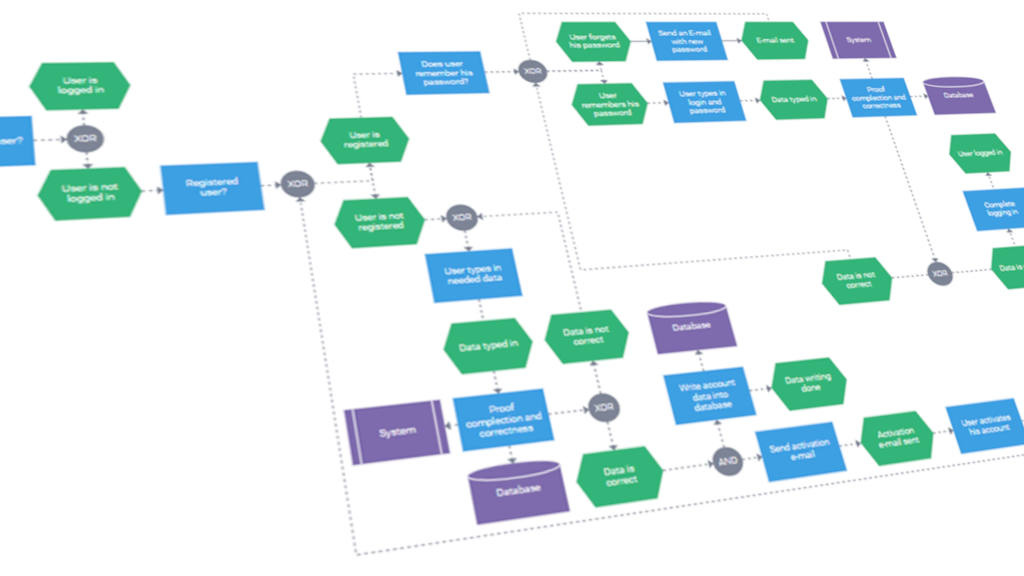 User is
logged in
ser?
XOR
User is not
logged in
Registered
user?
XOR
User is
registered
User is not
registered
Does user
remember his
password?
XOR
User forgets
his password
Send an E-mail
with new
password
E-mail sent
System
User
remembers his
password
User types in
login and
password
Data typed in
Proof
complection and
correctness
Database
User logged in
Complete
logging in
Data is
XOR
Data is not
correct
XOR
User types in
needed data
Data typed in
Data is not
correct
Proof
complection and
correctness
System
Database
XOR
Data is
correct
Database
Write account
data into
database
Data writing
done
AND
Send activation
e-mail
Activation
e-mail sent
User activates
his account